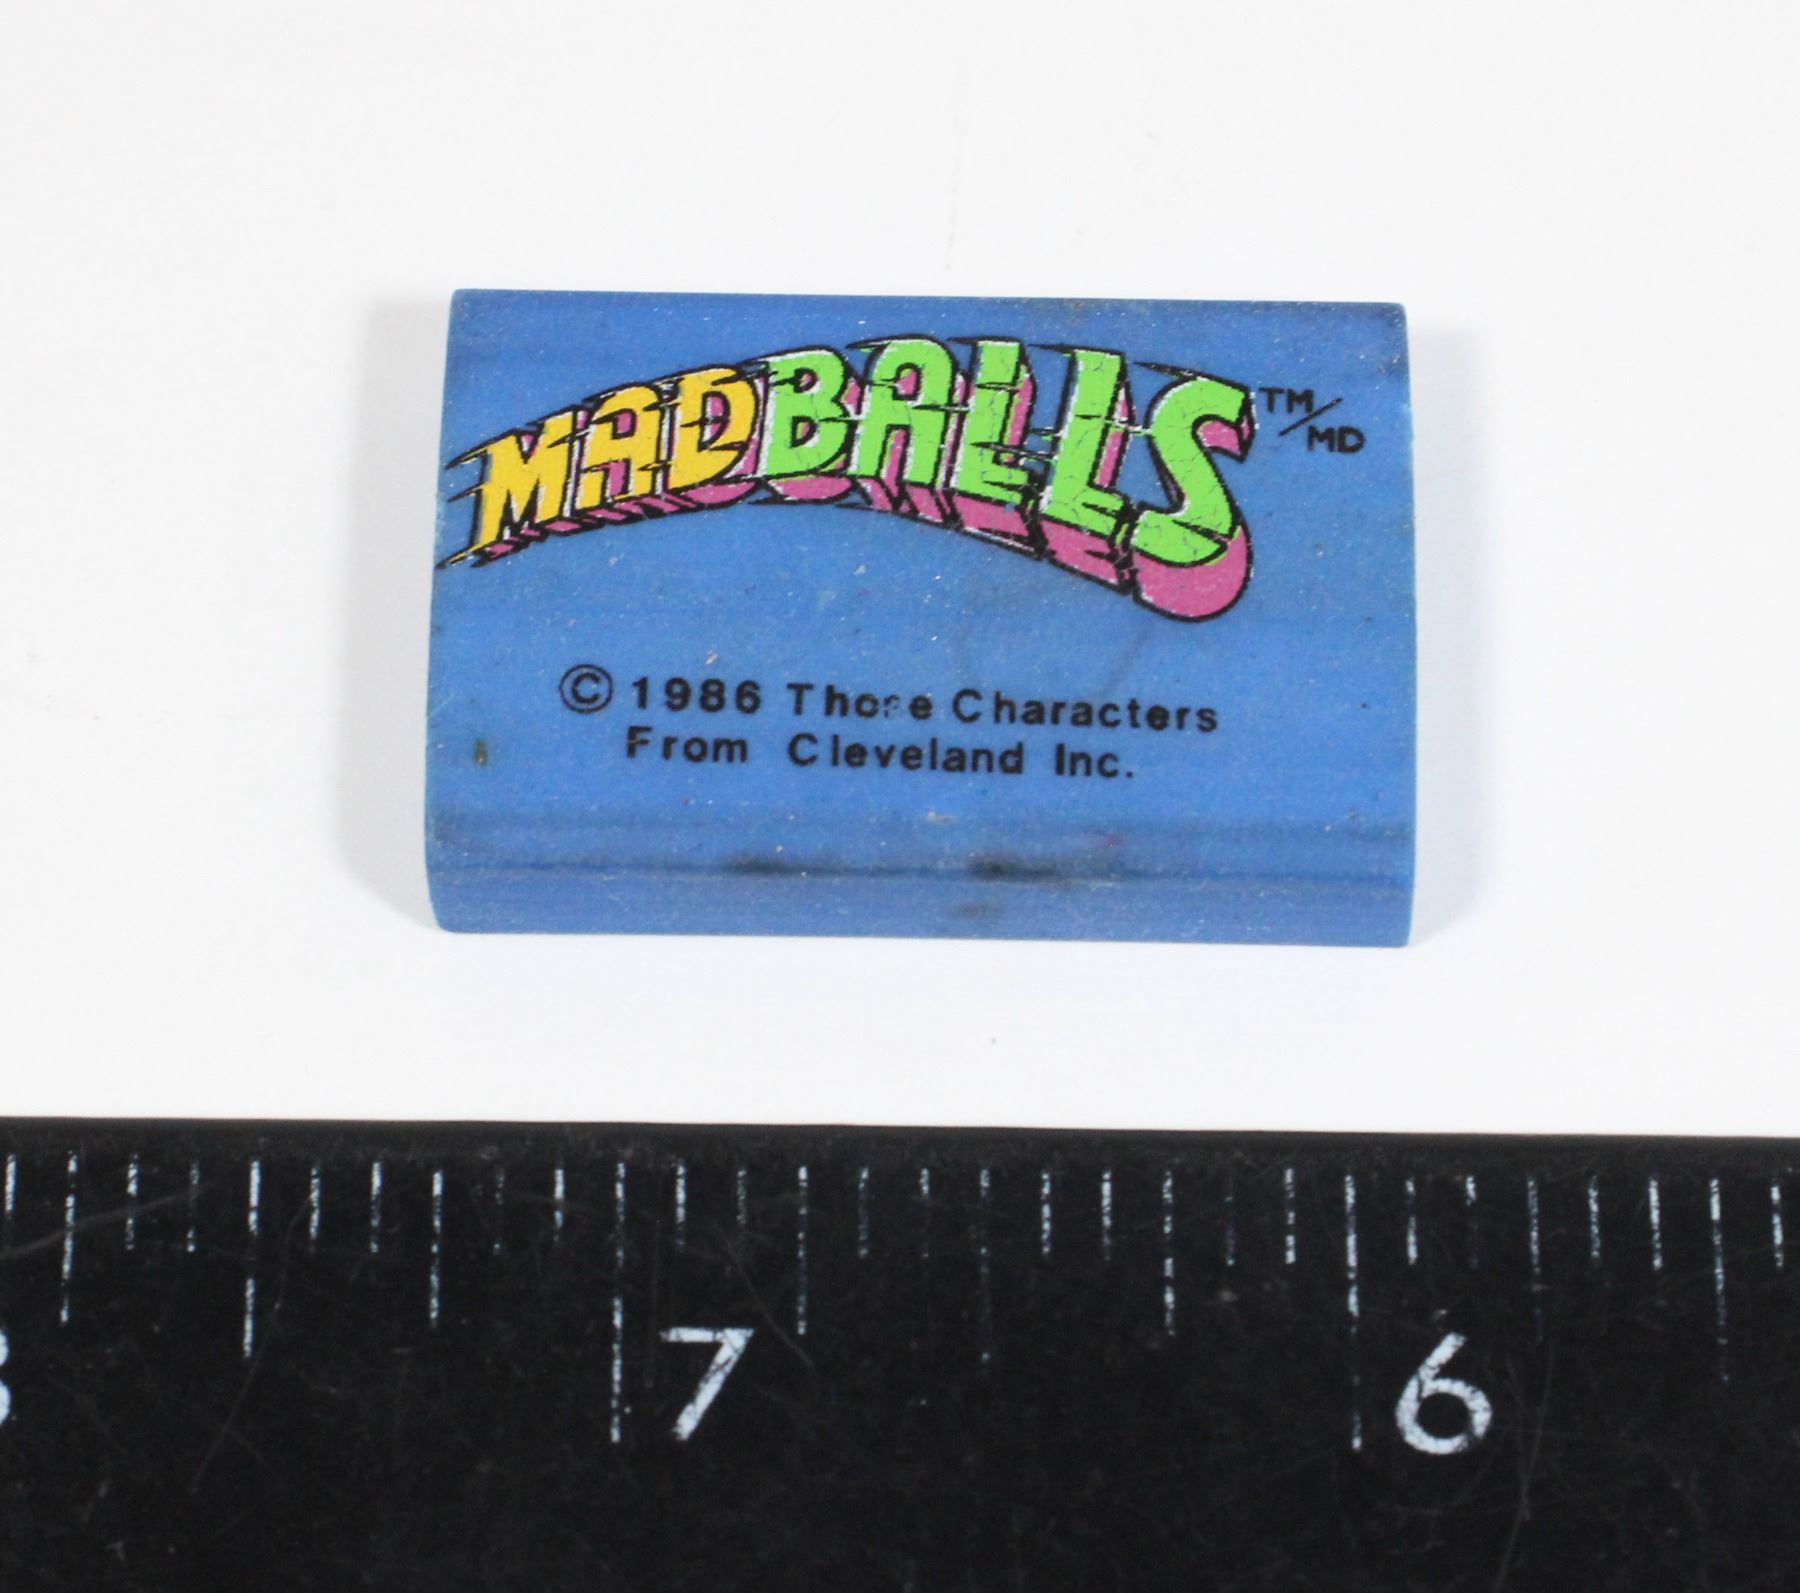 MADBALLS TM/MD
© 1986 Those Characters
From Cleveland Inc.
7 6